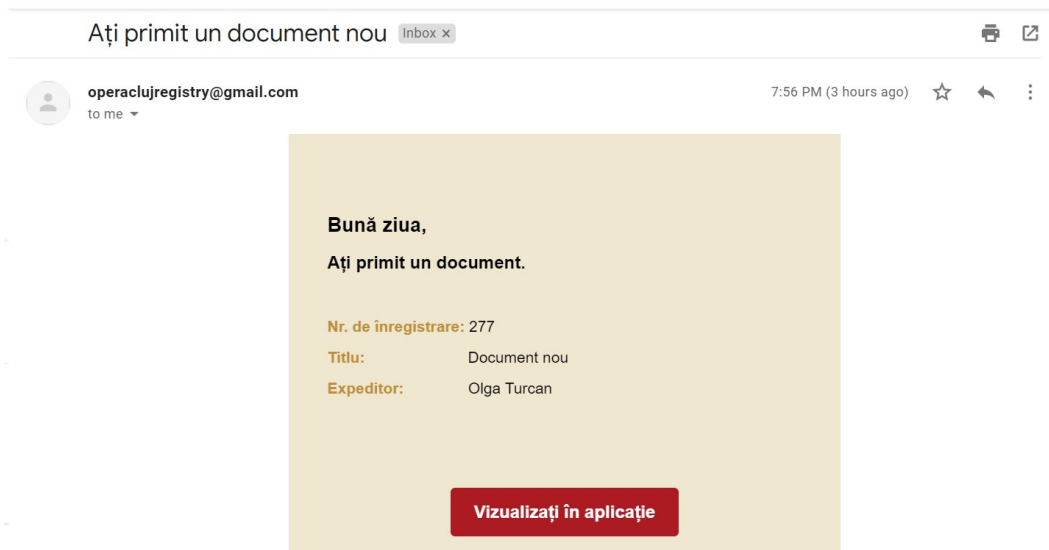 Ați primit un document nou Inbox ×
operaclujregistry@gmail.com 7:56 PM (3 hours ago)
to me
Bună ziua,
Ați primit un document.
Nr. de înregistrare: 277
Titlu: Document nou
Expeditor: Olga Turcan
Vizualizați în aplicație